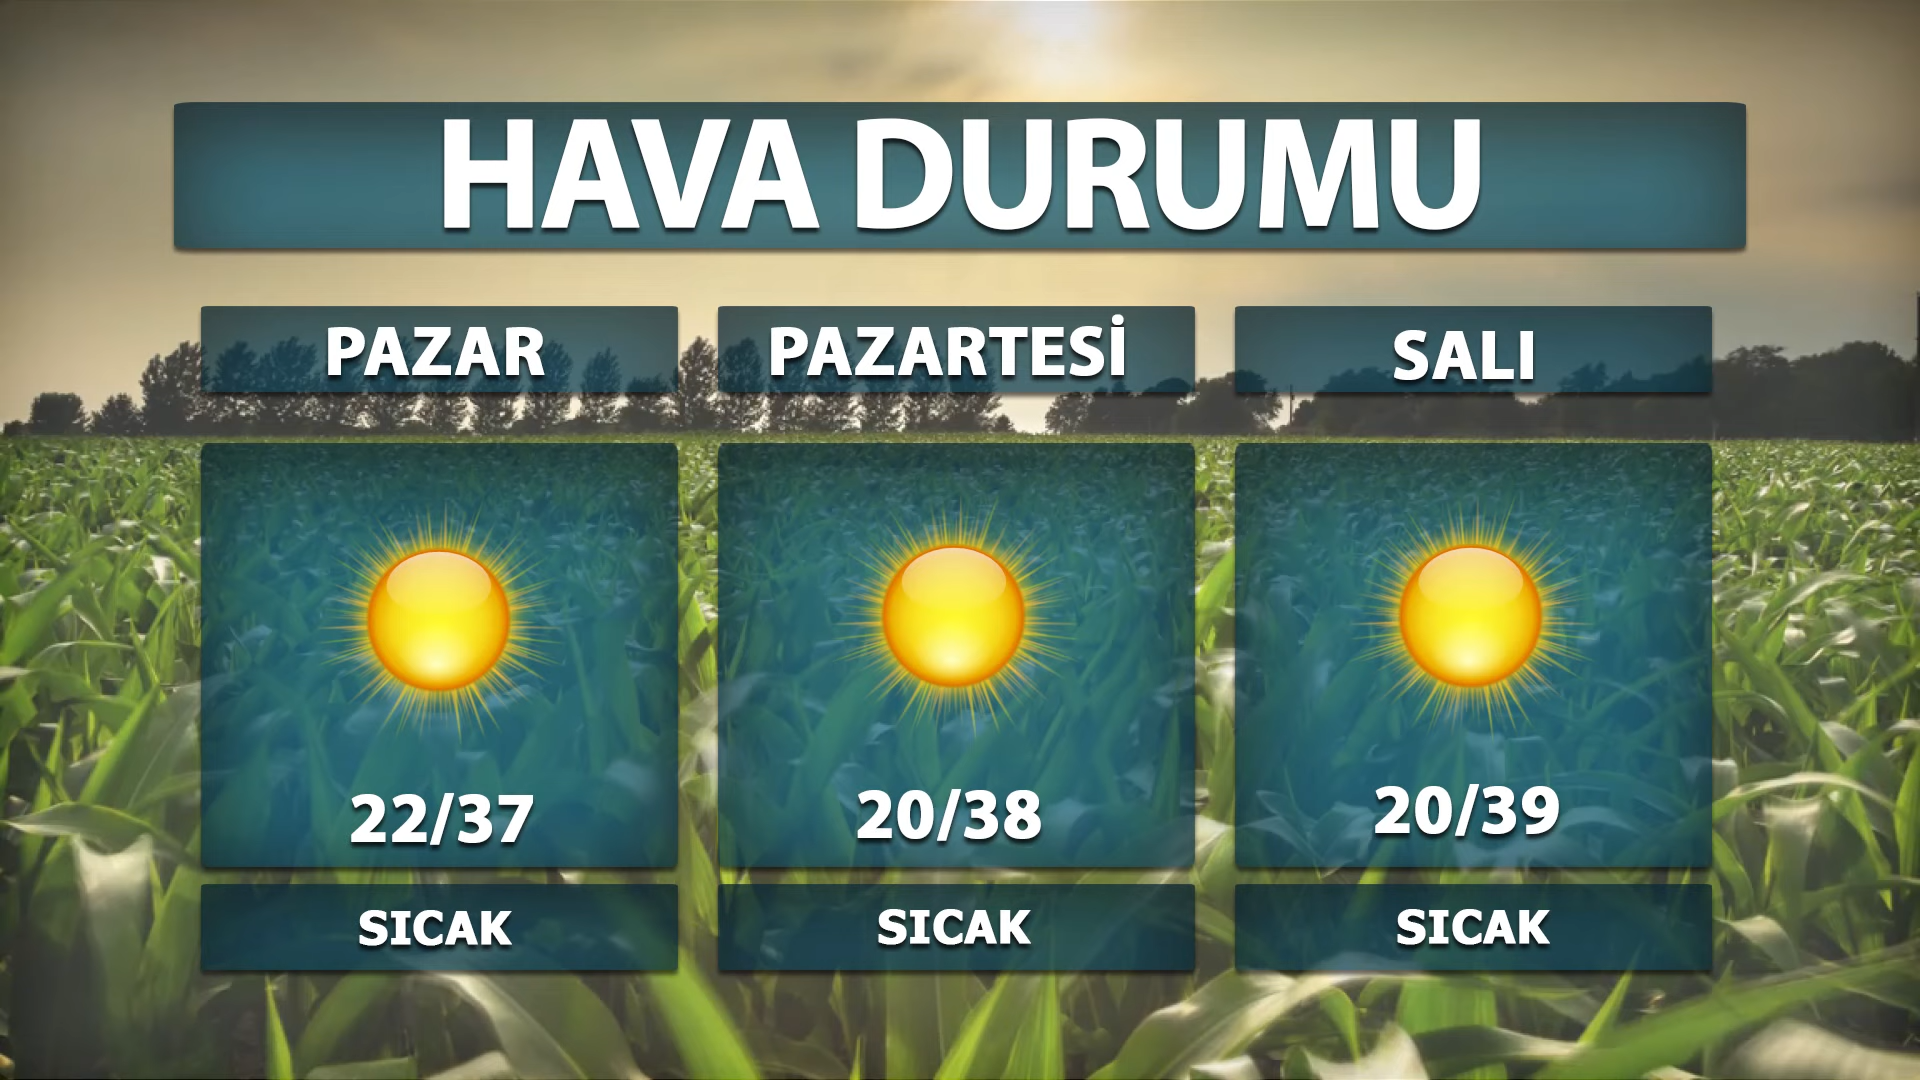 HAVA DURUMU
PAZAR
PAZARTESİ
SALI
22/37
20/38
20/39
SICAK
SICAK
SICAK